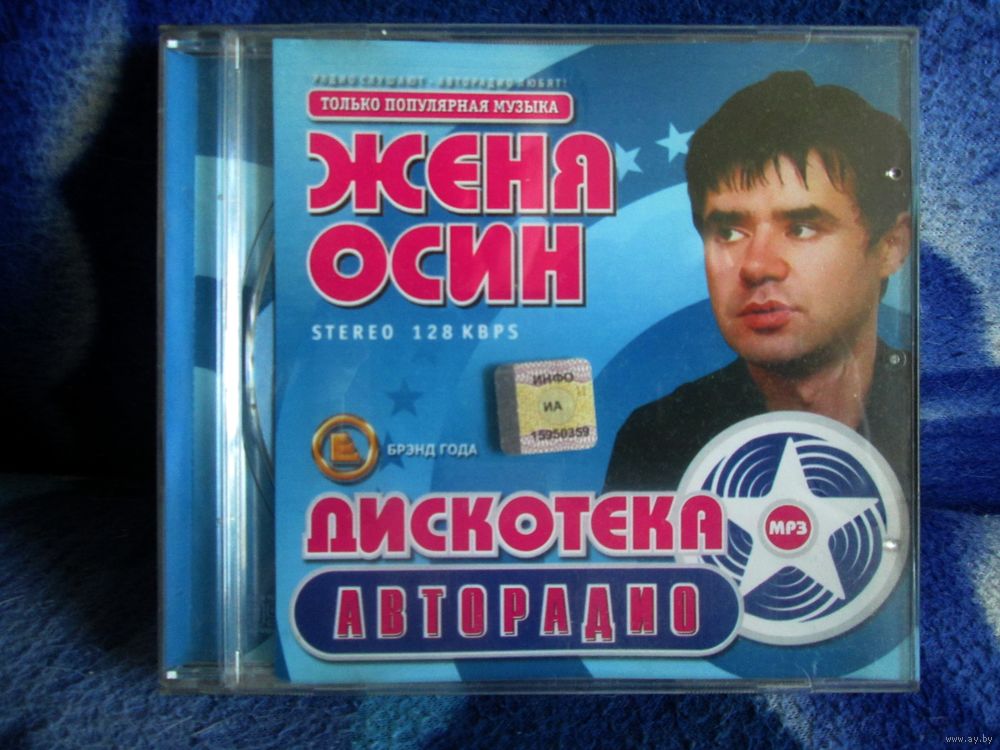 РАДИО СЛУШАЮТ - АВТОРАДИО ЛЮБЯТ!
ТОЛЬКО ПОПУЛЯРНАЯ МУЗЫКА
ЖЕНЯ
ОСИН
STEREO 128 KBPS
ИНФО
ИА
15950359
БРЭНД ГОДА
ДИСКОТЕКА
MP3
АВТОРАДИО
www.ay.by